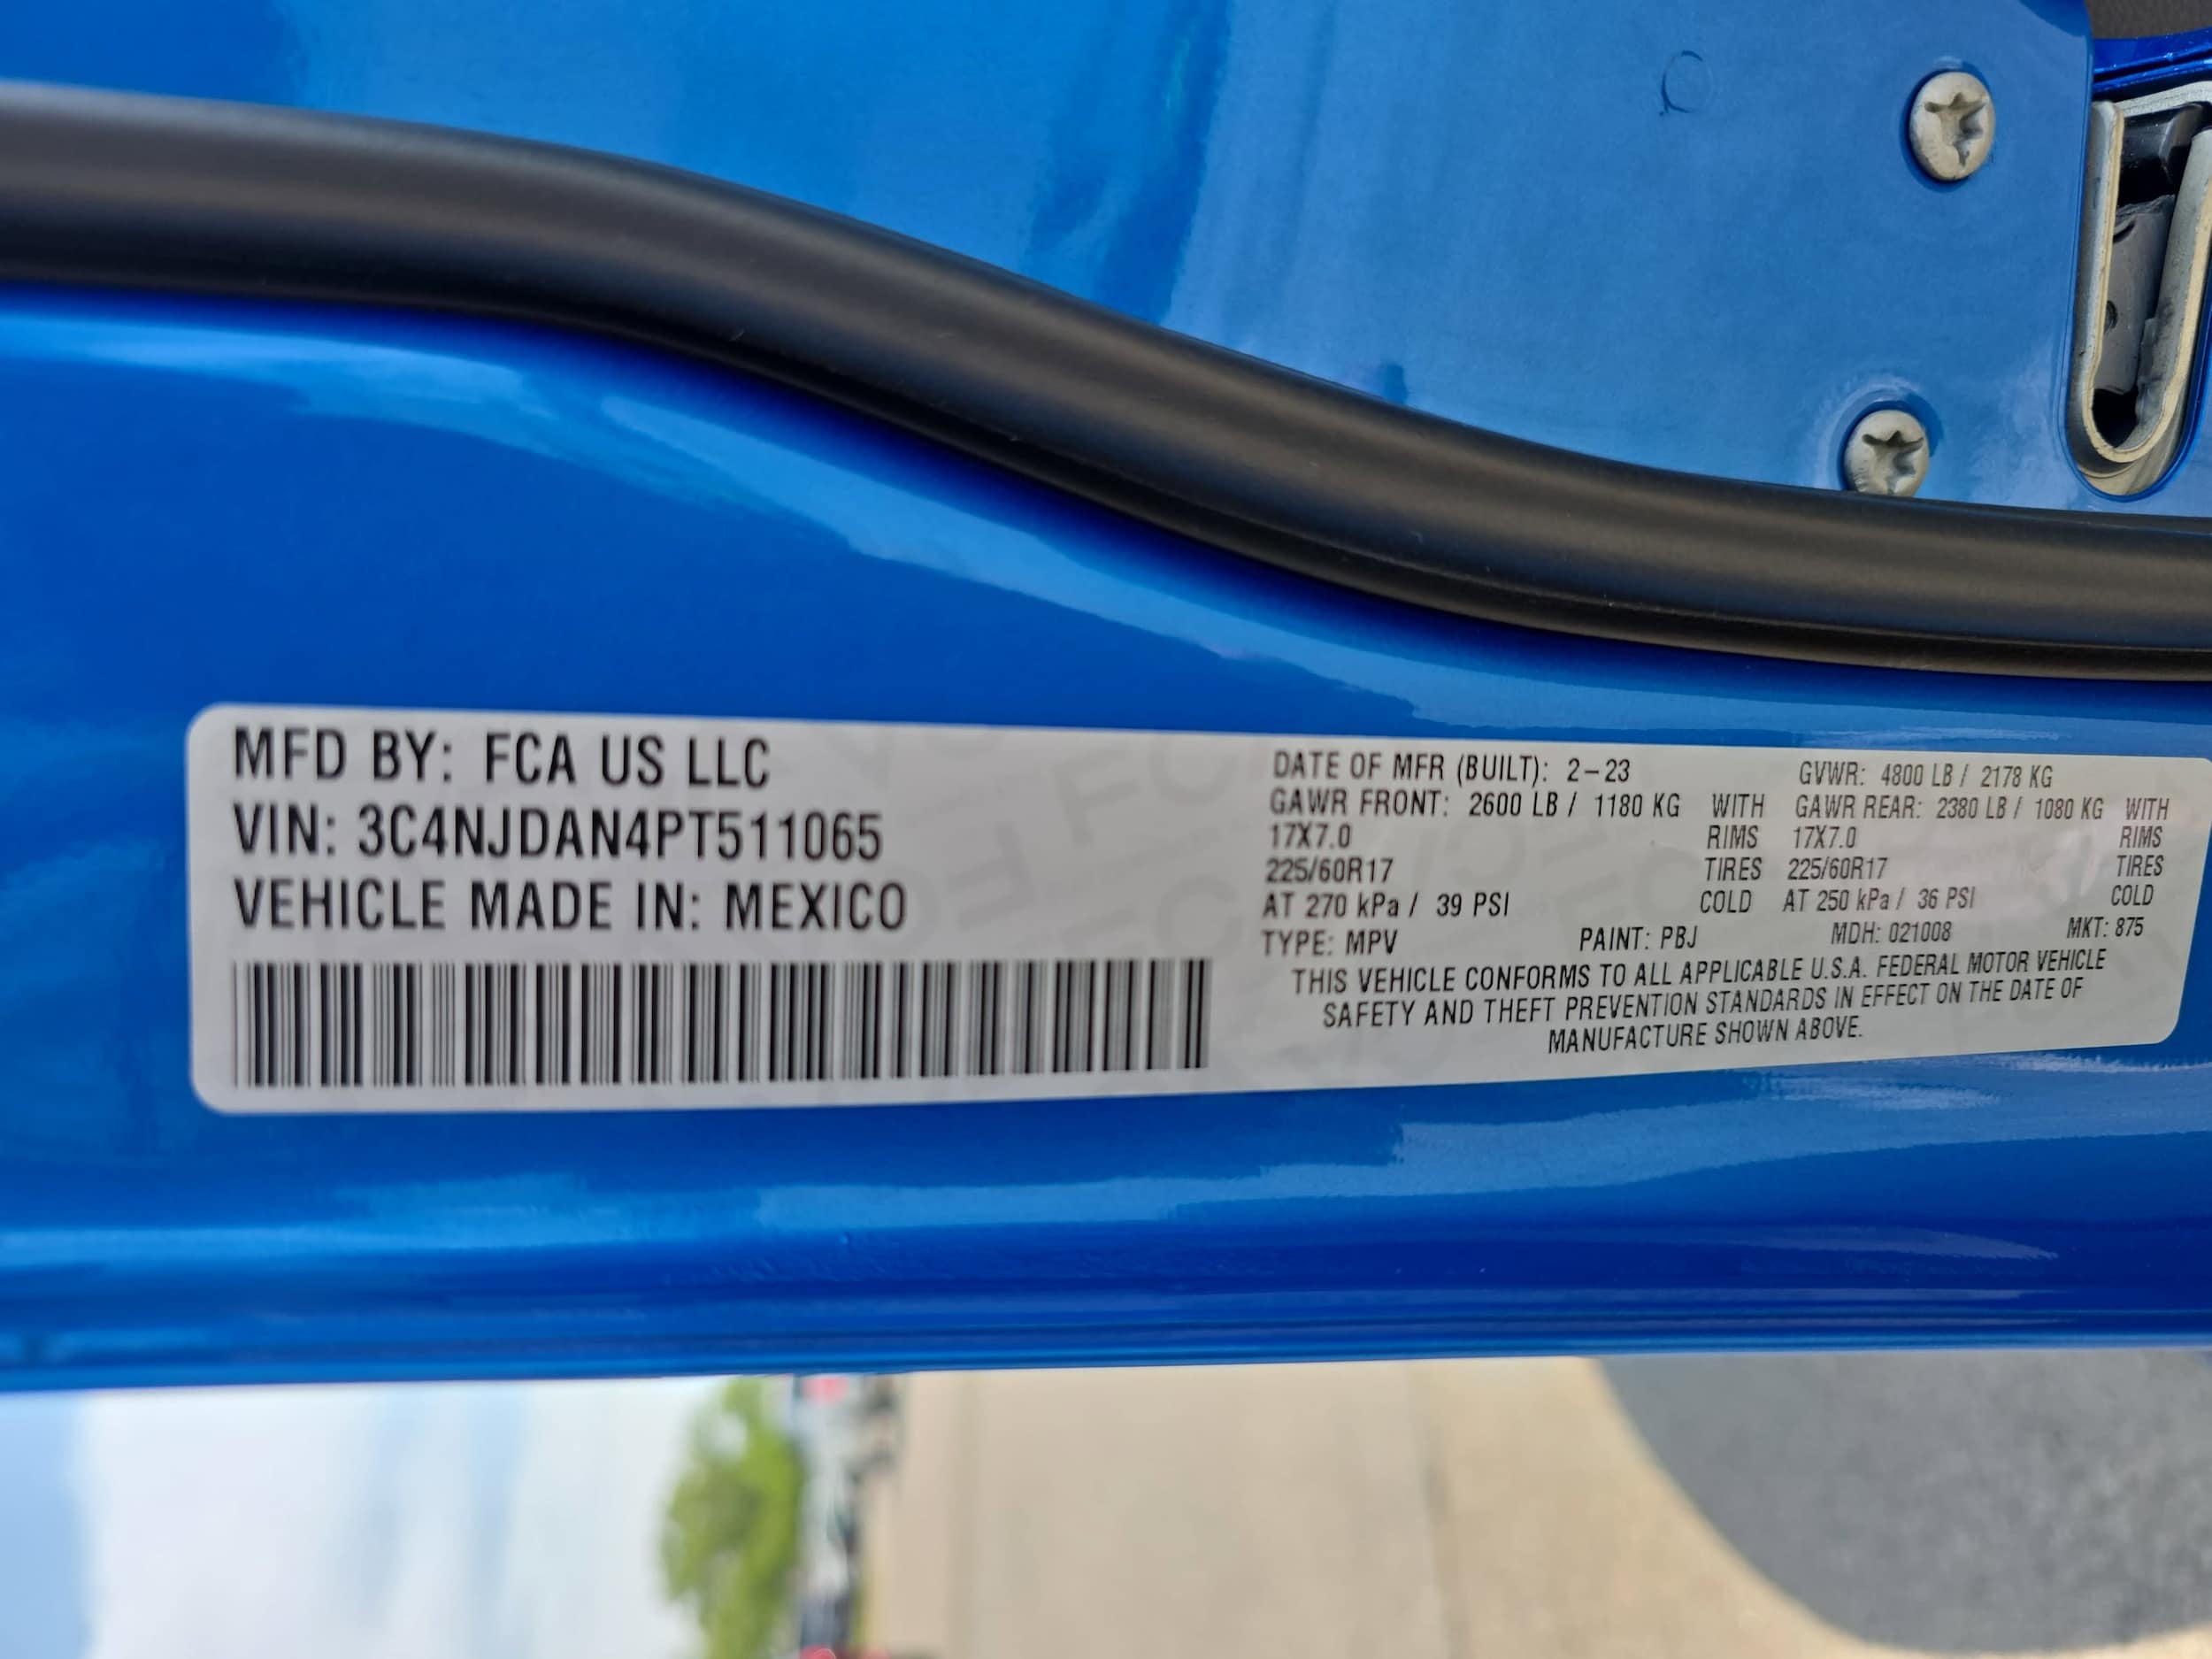 MFD BY: FCA US LLC
VIN: 3C4NJDAN4PT511065
VEHICLE MADE IN: MEXICO
DATE OF MFR (BUILT): 2-23 GVWR: 4800 LB / 2178 KG
GAWR FRONT: 2600 LB / 1180 KG WITH GAWR REAR: 2380 LB / 1080 KG WITH
17X7.0 RIMS 17X7.0 RIMS
225/60R17 TIRES 225/60R17 TIRES
AT 270 kPa / 39 PSI COLD AT 250 kPa / 36 PSI COLD
TYPE: MPV PAINT: PBJ MDH: 021008 MKT: 875
THIS VEHICLE CONFORMS TO ALL APPLICABLE U.S.A. FEDERAL MOTOR VEHICLE
SAFETY AND THEFT PREVENTION STANDARDS IN EFFECT ON THE DATE OF
MANUFACTURE SHOWN ABOVE.